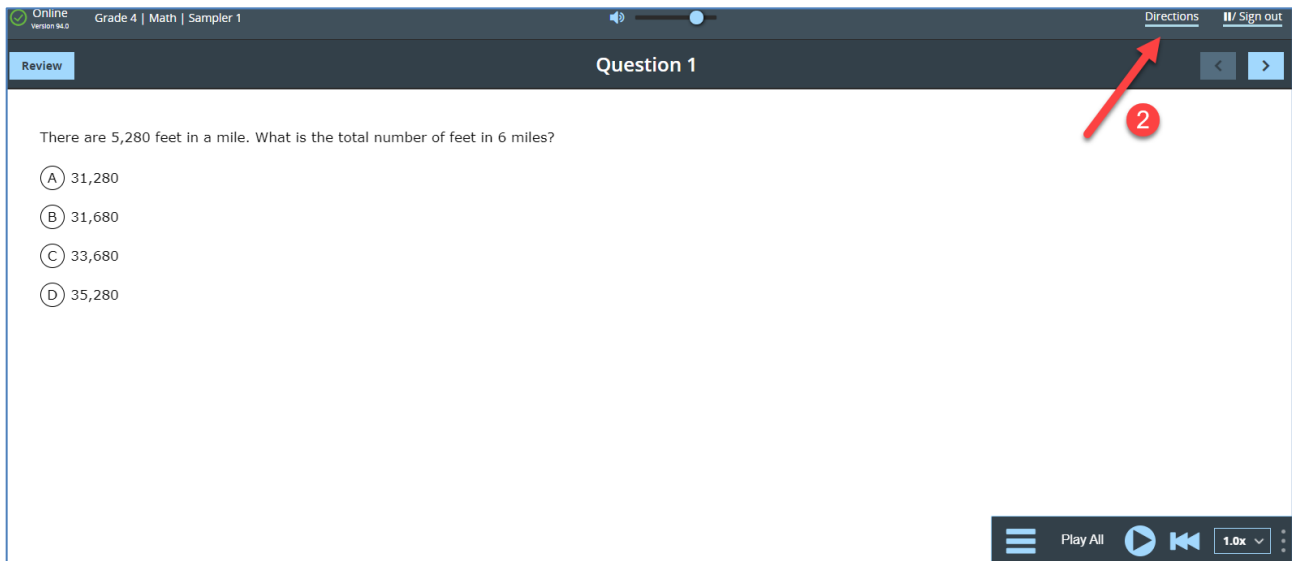 Online
Version 94.0
Grade 4 | Math | Sampler 1
Directions
/ Sign out
Review
Question 1
<
>
2
There are 5,280 feet in a mile. What is the total number of feet in 6 miles?
A 31,280
B 31,680
C 33,680
D 35,280
Play All
1.0x